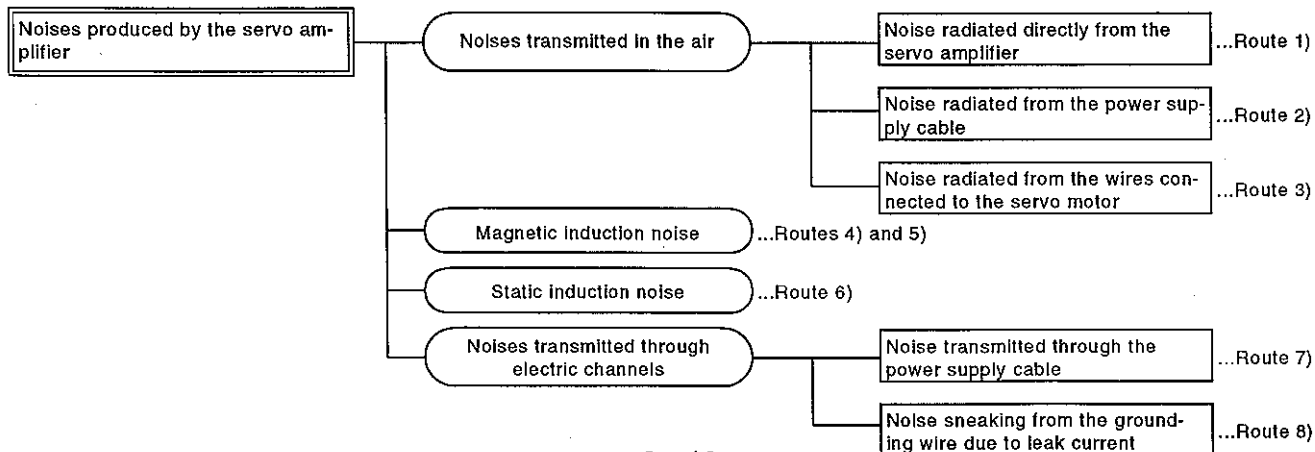 Noises produced by the servo am-
plifier
Noises transmitted in the air
Noise radiated directly from the
servo amplifier
...Route 1)
Noise radiated from the power sup-
ply cable
...Route 2)
Noise radiated from the wires con-
nected to the servo motor
...Route 3)
Magnetic induction noise
...Routes 4) and 5)
Static induction noise
...Route 6)
Noises transmitted through
electric channels
Noise transmitted through the
power supply cable
...Route 7)
Noise sneaking from the ground-
ing wire due to leak current
...Route 8)